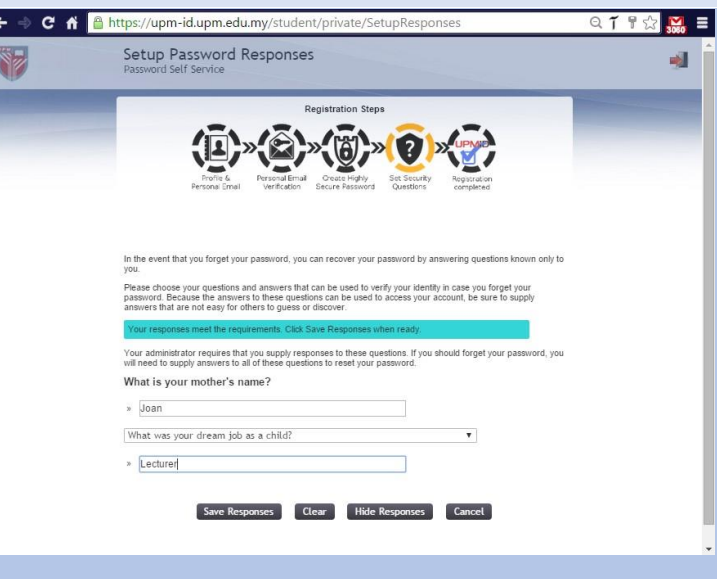 https://upm-id.upm.edu.my/student/private/SetupResponses
3060
Setup Password Responses
Password Self Service
Registration Steps
UPMID
Profile & Personal Email Create Highly Set Security Registration
Personal Email Verification Secure Password Questions completed
In the event that you forget your password, you can recover your password by answering questions known only to
you.
Please choose your questions and answers that can be used to verify your identity in case you forget your
password. Because the answers to these questions can be used to access your account, be sure to supply
answers that are not easy for others to guess or discover.
Your responses meet the requirements. Click Save Responses when ready.
Your administrator requires that you supply responses to these questions. If you should forget your password, you
will need to supply answers to all of these questions to reset your password.
What is your mother's name?
» Joan
What was your dream job as a child?
» Lecturer
Save Responses Clear Hide Responses Cancel